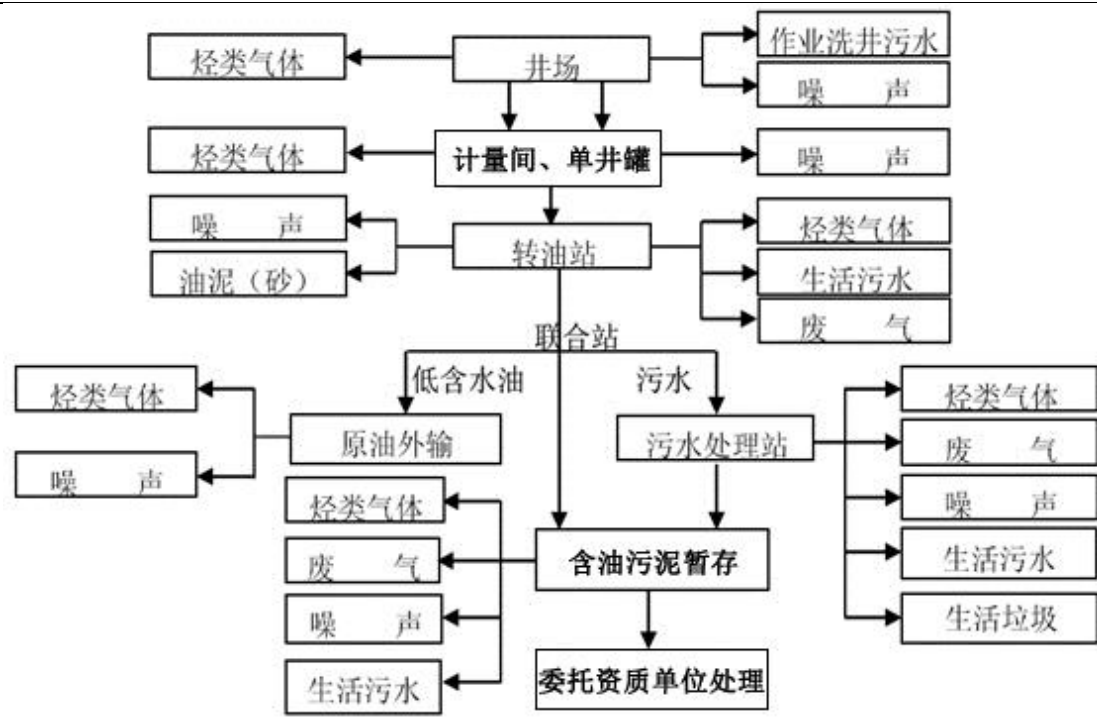 烃类气体
井场
作业洗井污水
噪 声
烃类气体
计量间、单井罐
噪 声
噪 声
油泥（砂）
转油站
烃类气体
生活污水
废 气
联合站
低含水油
污水
烃类气体
噪 声
原油外输
污水处理站
烃类气体
废 气
噪 声
生活污水
生活垃圾
烃类气体
废 气
噪 声
生活污水
含油污泥暂存
委托资质单位处理